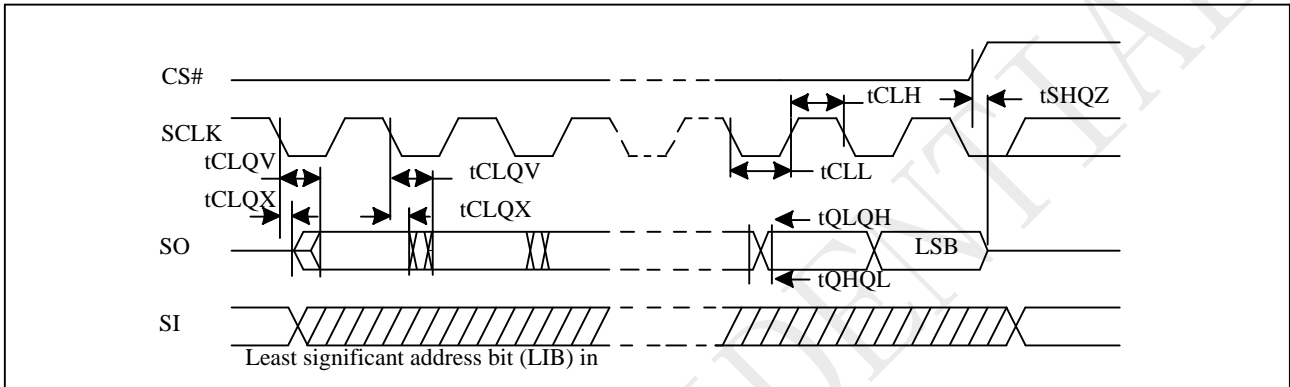 CS#
tCLH
tSHQZ
SCLK
tCLQV
tCLQV
tCLL
tCLQX
tCLQX
tQLQH
SO
LSB
tQHQL
SI
Least significant address bit (LIB) in